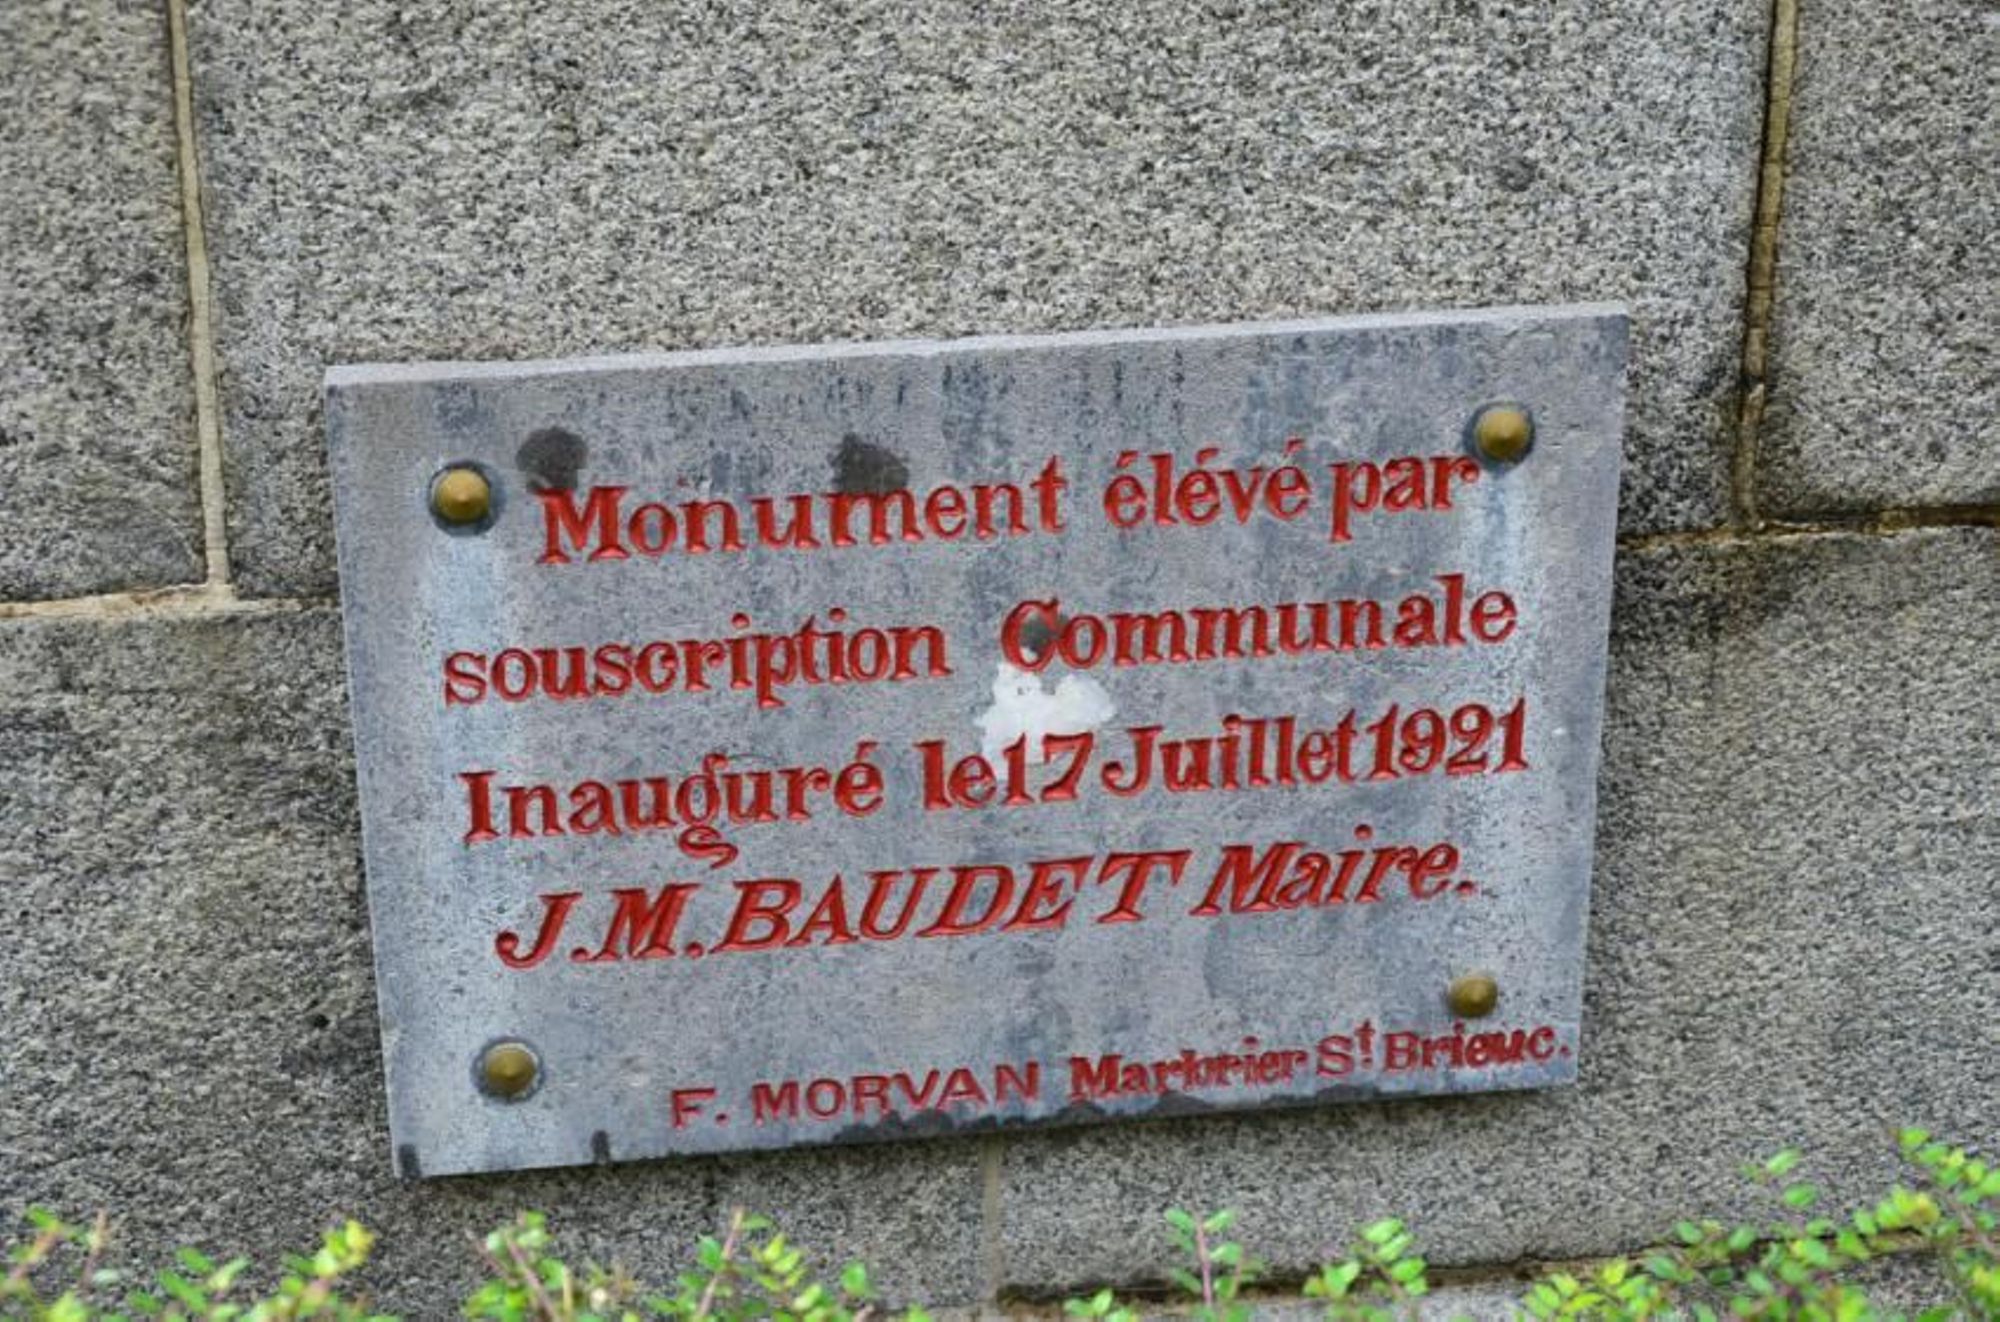 Monument élévé par
souscription Communale
Inauguré le 17 Juillet 1921
J.M. BAUDET Maire.
F. MORVAN Marbrier St Brieuc.